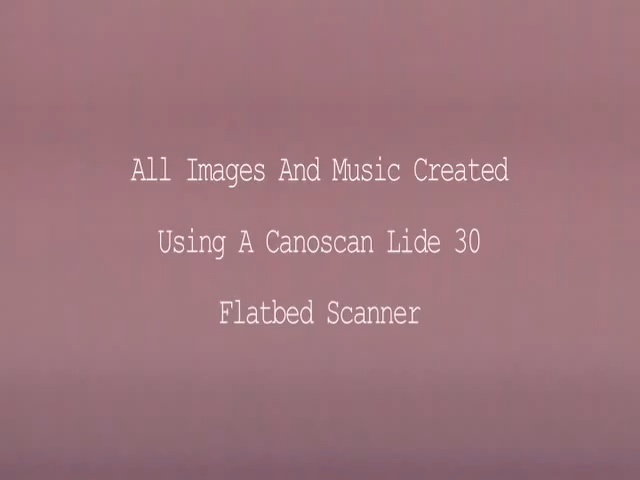 All Images And Music Created
Using A Canoscan Lide 30
Flatbed Scanner